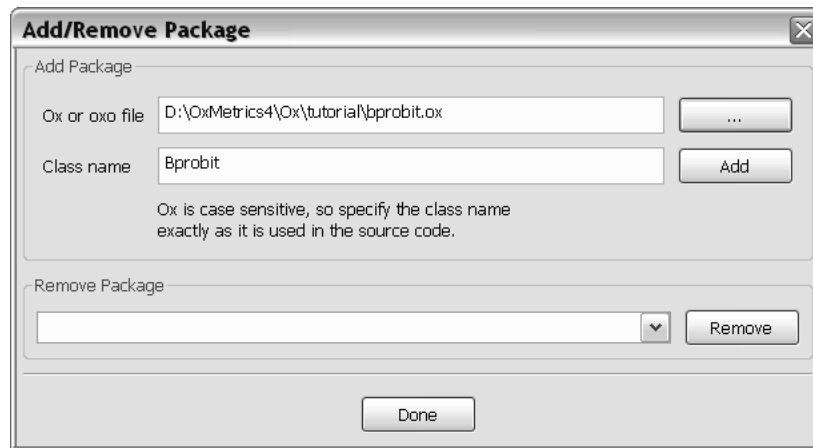 Add/Remove Package
Add Package
Ox or oxo file D:\OxMetrics4\Ox\tutorial\bprobit.ox ...
Class name Bprobit Add
Ox is case sensitive, so specify the class name
exactly as it is used in the source code.
Remove Package
Remove
Done